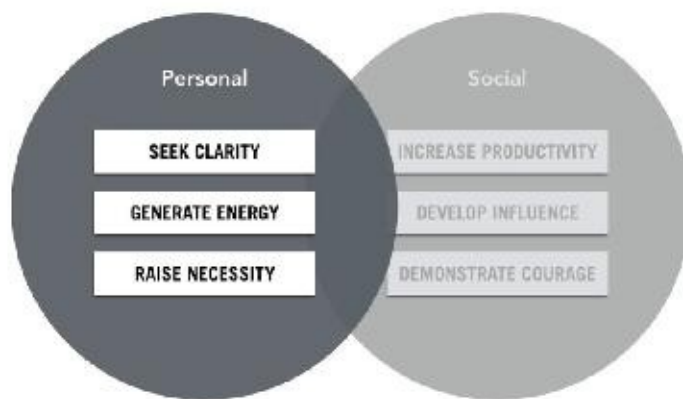 Personal
SEEK CLARITY
GENERATE ENERGY
RAISE NECESSITY
Social
INCREASE PRODUCTIVITY
DEVELOP INFLUENCE
DEMONSTRATE COURAGE